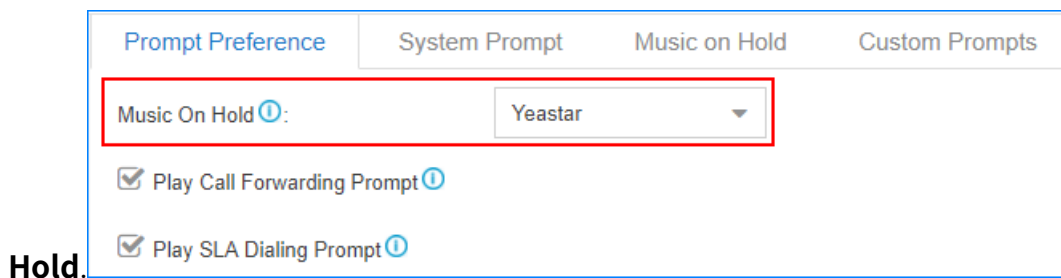 Prompt Preference System Prompt Music on Hold Custom Prompts
Music On Hold : Yeastar
Play Call Forwarding Prompt
Play SLA Dialing Prompt
Hold.